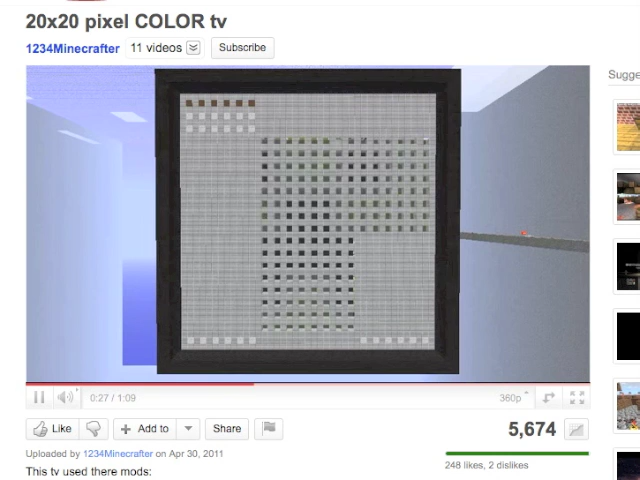 20x20 pixel COLOR tv
1234Minecrafter 11 videos Subscribe
Sugge
0:27 / 1:09 360p
Like Add to Share 5,674
Uploaded by 1234Minecrafter on Apr 30, 2011
248 likes, 2 dislikes
This tv used there mods: